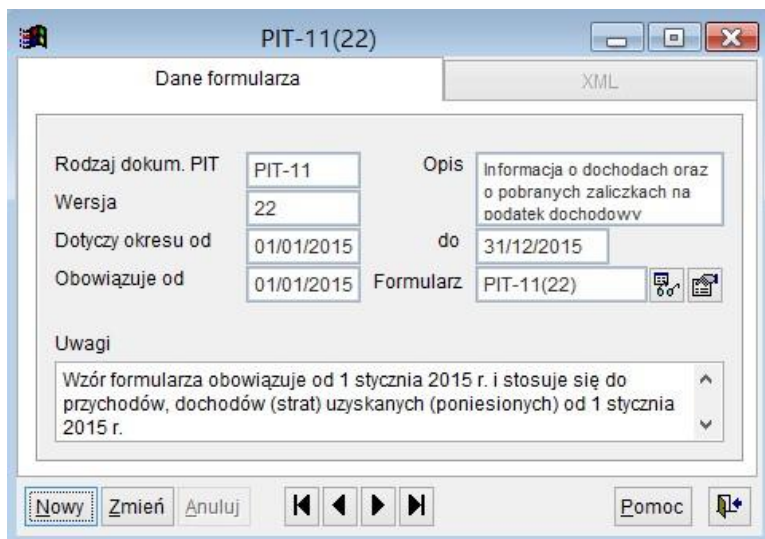 PIT-11(22)
Dane formularza
XML
Rodzaj dokum. PIT
PIT-11
Opis
Informacja o dochodach oraz
o pobranych zaliczkach na
podatek dochodowy
Wersja
22
Dotyczy okresu od
01/01/2015
do
31/12/2015
Obowiązuje od
01/01/2015
Formularz
PIT-11(22)
Uwagi
Wzór formularza obowiązuje od 1 stycznia 2015 r. i stosuje się do
przychodów, dochodów (strat) uzyskanych (poniesionych) od 1 stycznia
2015 r.
Nowy
Zmień
Anuluj
Pomoc